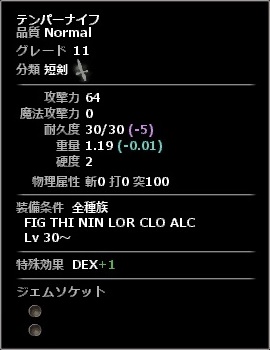 テンパーナイフ
品質 Normal
グレード 11
分類 短剣
攻撃力 64
魔法攻撃力 0
耐久度 30/30 (-5)
重量 1.19 (-0.01)
硬度 2
物理属性 斬0 打0 突100
装備条件 全種族
FIG THI NIN LOR CLO ALC
Lv 30～
特殊効果 DEX+1
ジェムソケット